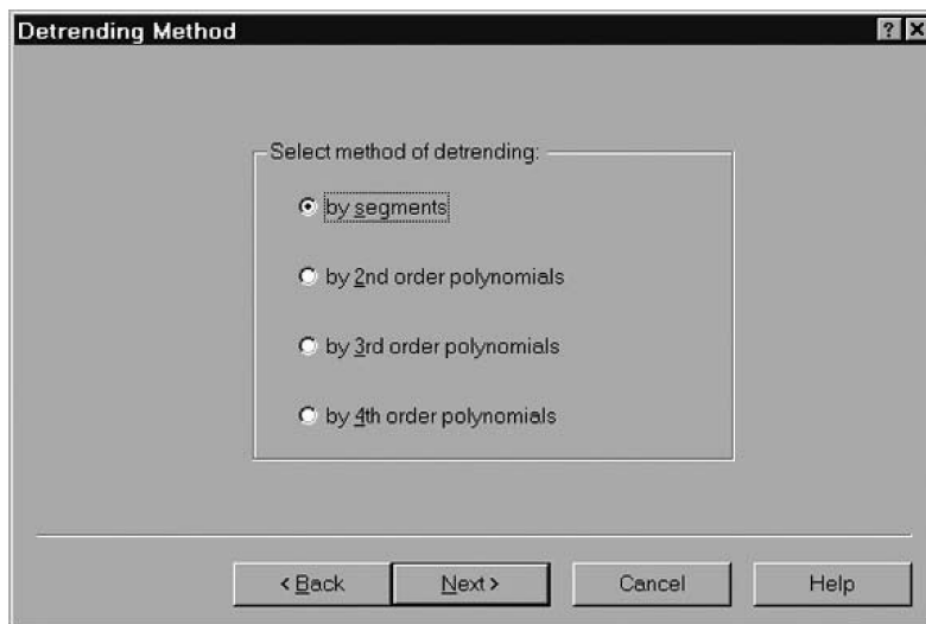 Detrending Method
Select method of detrending:
by segments
by 2nd order polynomials
by 3rd order polynomials
by 4th order polynomials
< Back Next > Cancel Help